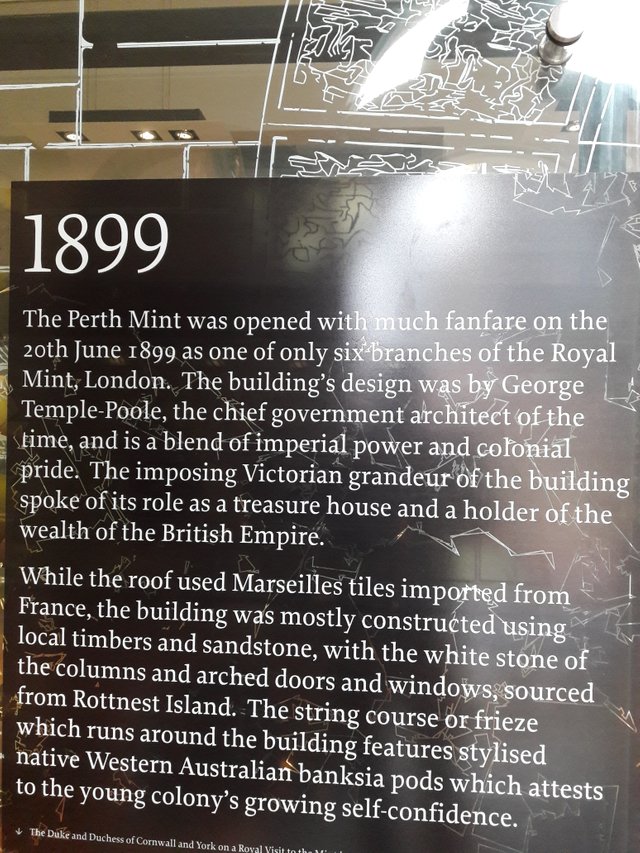 1899
The Perth Mint was opened with much fanfare on the
20th June 1899 as one of only six branches of the Royal
Mint, London. The building's design was by George
Temple-Poole, the chief government architect of the
time, and is a blend of imperial power and colonial
pride. The imposing Victorian grandeur of the building
spoke of its role as a treasure house and a holder of the
wealth of the British Empire.
While the roof used Marseilles tiles imported from
France, the building was mostly constructed using
local timbers and sandstone, with the white stone of
the columns and arched doors and windows, sourced
from Rottnest Island. The string course or frieze
which runs around the building features stylised
native Western Australian banksia pods which attests
to the young colony's growing self-confidence.
↓ The Duke and Duchess of Cornwall and York on a Royal Visit to the